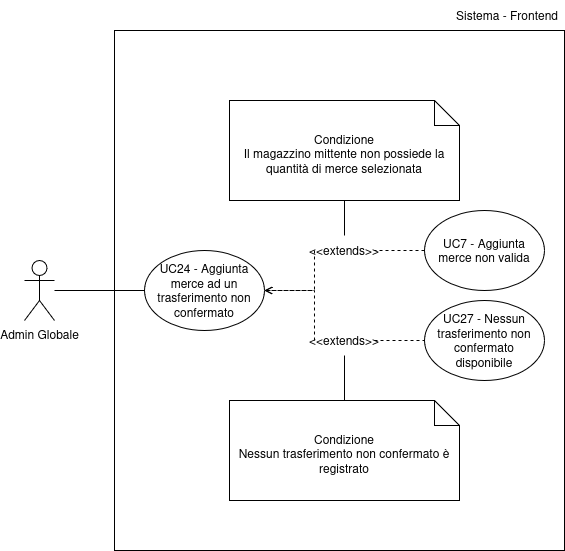 Sistema - Frontend
Condizione
Il magazzino mittente non possiede la
quantità di merce selezionata
<<extends>>
UC7 - Aggiunta
merce non valida
UC24 - Aggiunta
merce ad un
trasferimento non
confermato
Admin Globale
<<extends>>
UC27 - Nessun
trasferimento non
confermato
disponibile
Condizione
Nessun trasferimento non confermato è
registrato